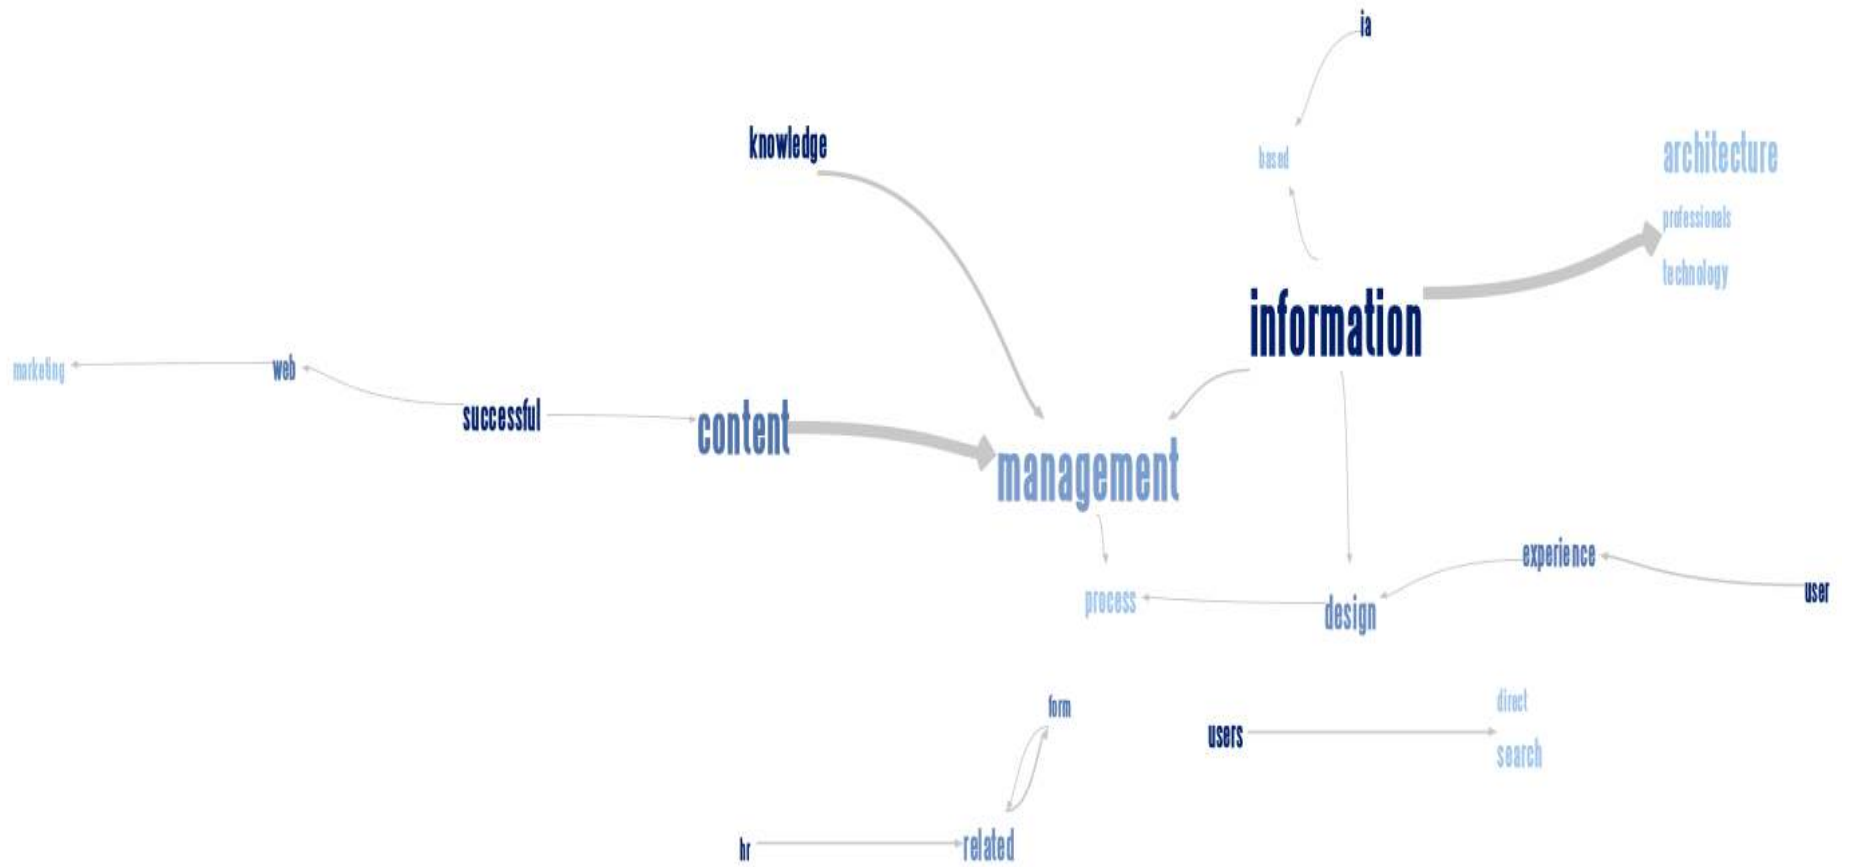 ia
knowledge
based
architecture
professionals
technology
information
marketing
web
successful
content
management
experience
user
process
design
form
direct
users
search
hr
related